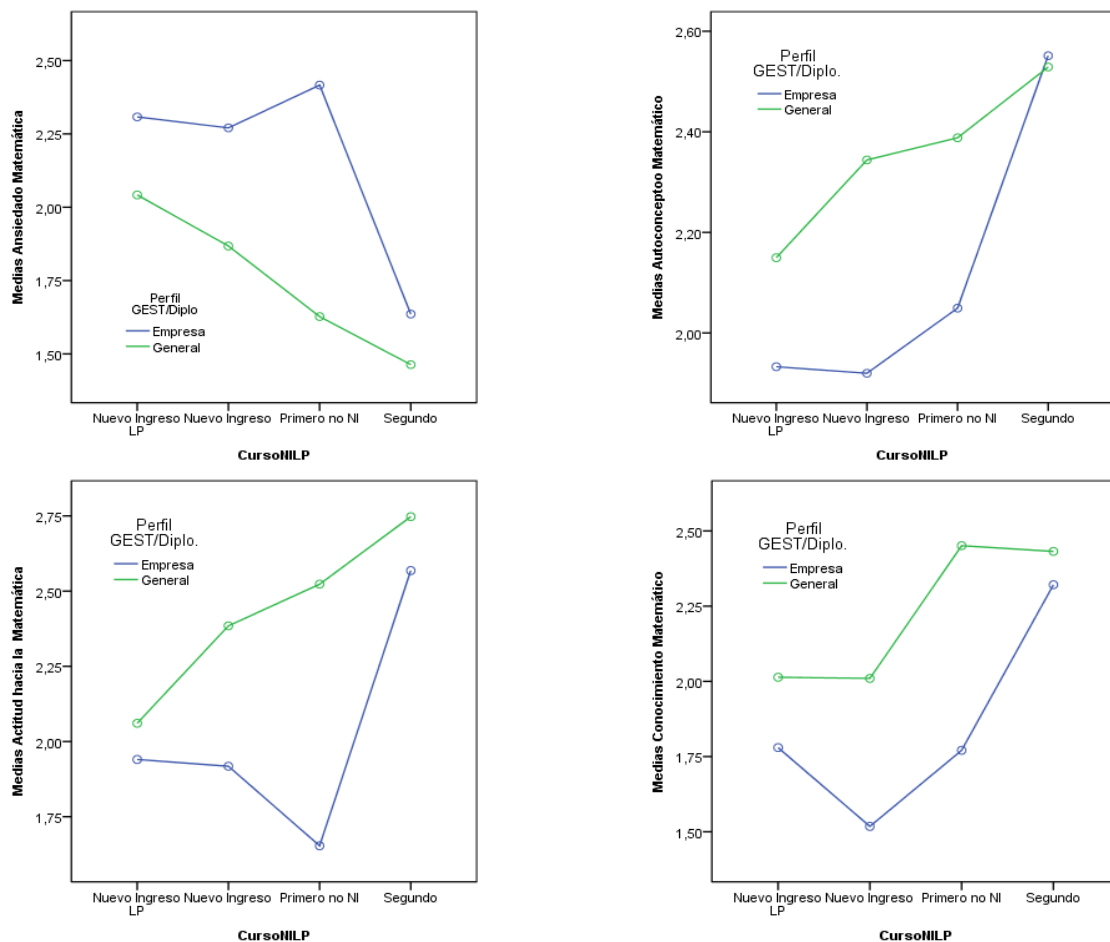 2,50
2,25
2,00
1,75
1,50
Medias Ansiedado Matemática
Perfil
GEST/Diplo
Empresa
General
Nuevo Ingreso
LP
Nuevo Ingreso
Primero no NI
Segundo
CursoNILP
2,60
2,40
2,20
2,00
Medias Autoconceptoo Matemático
Perfil
GEST/Diplo.
Empresa
General
Nuevo Ingreso
LP
Nuevo Ingreso
Primero no NI
Segundo
CursoNILP
2,75
2,50
2,25
2,00
1,75
Medias Actitud hacia la Matemática
Perfil
GEST/Diplo.
Empresa
General
Nuevo Ingreso
LP
Nuevo Ingreso
Primero no NI
Segundo
CursoNILP
2,50
2,25
2,00
1,75
1,50
Medias Conocimiento Matemático
Perfil
GEST/Diplo.
Empresa
General
Nuevo Ingreso
LP
Nuevo Ingreso
Primero no NI
Segundo
CursoNILP